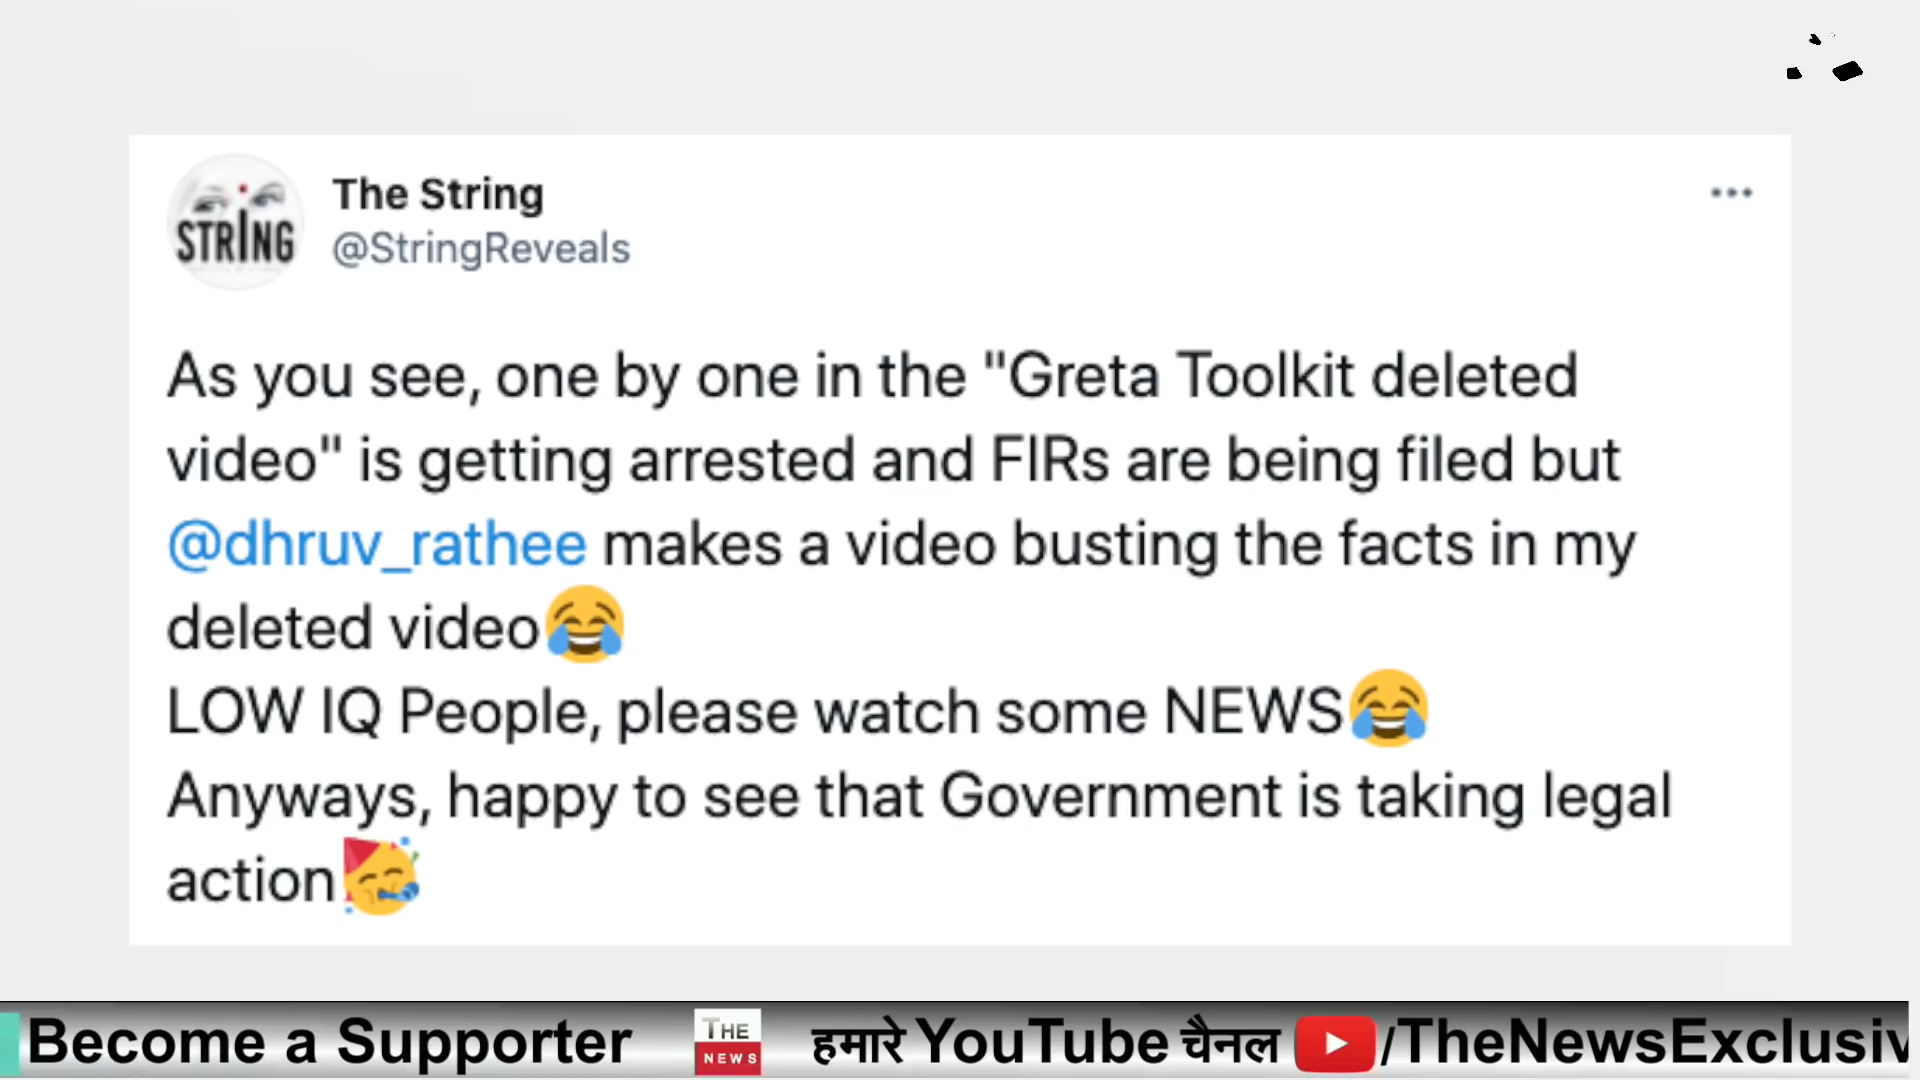 STRING
The String
@StringReveals
As you see, one by one in the "Greta Toolkit deleted
video" is getting arrested and FIRs are being filed but
@dhruv_rathee makes a video busting the facts in my
deleted video😂
LOW IQ People, please watch some NEWS😂
Anyways, happy to see that Government is taking legal
action🥳
Become a Supporter THE NEWS हमारे YouTube चैनल /TheNewsExclusiv